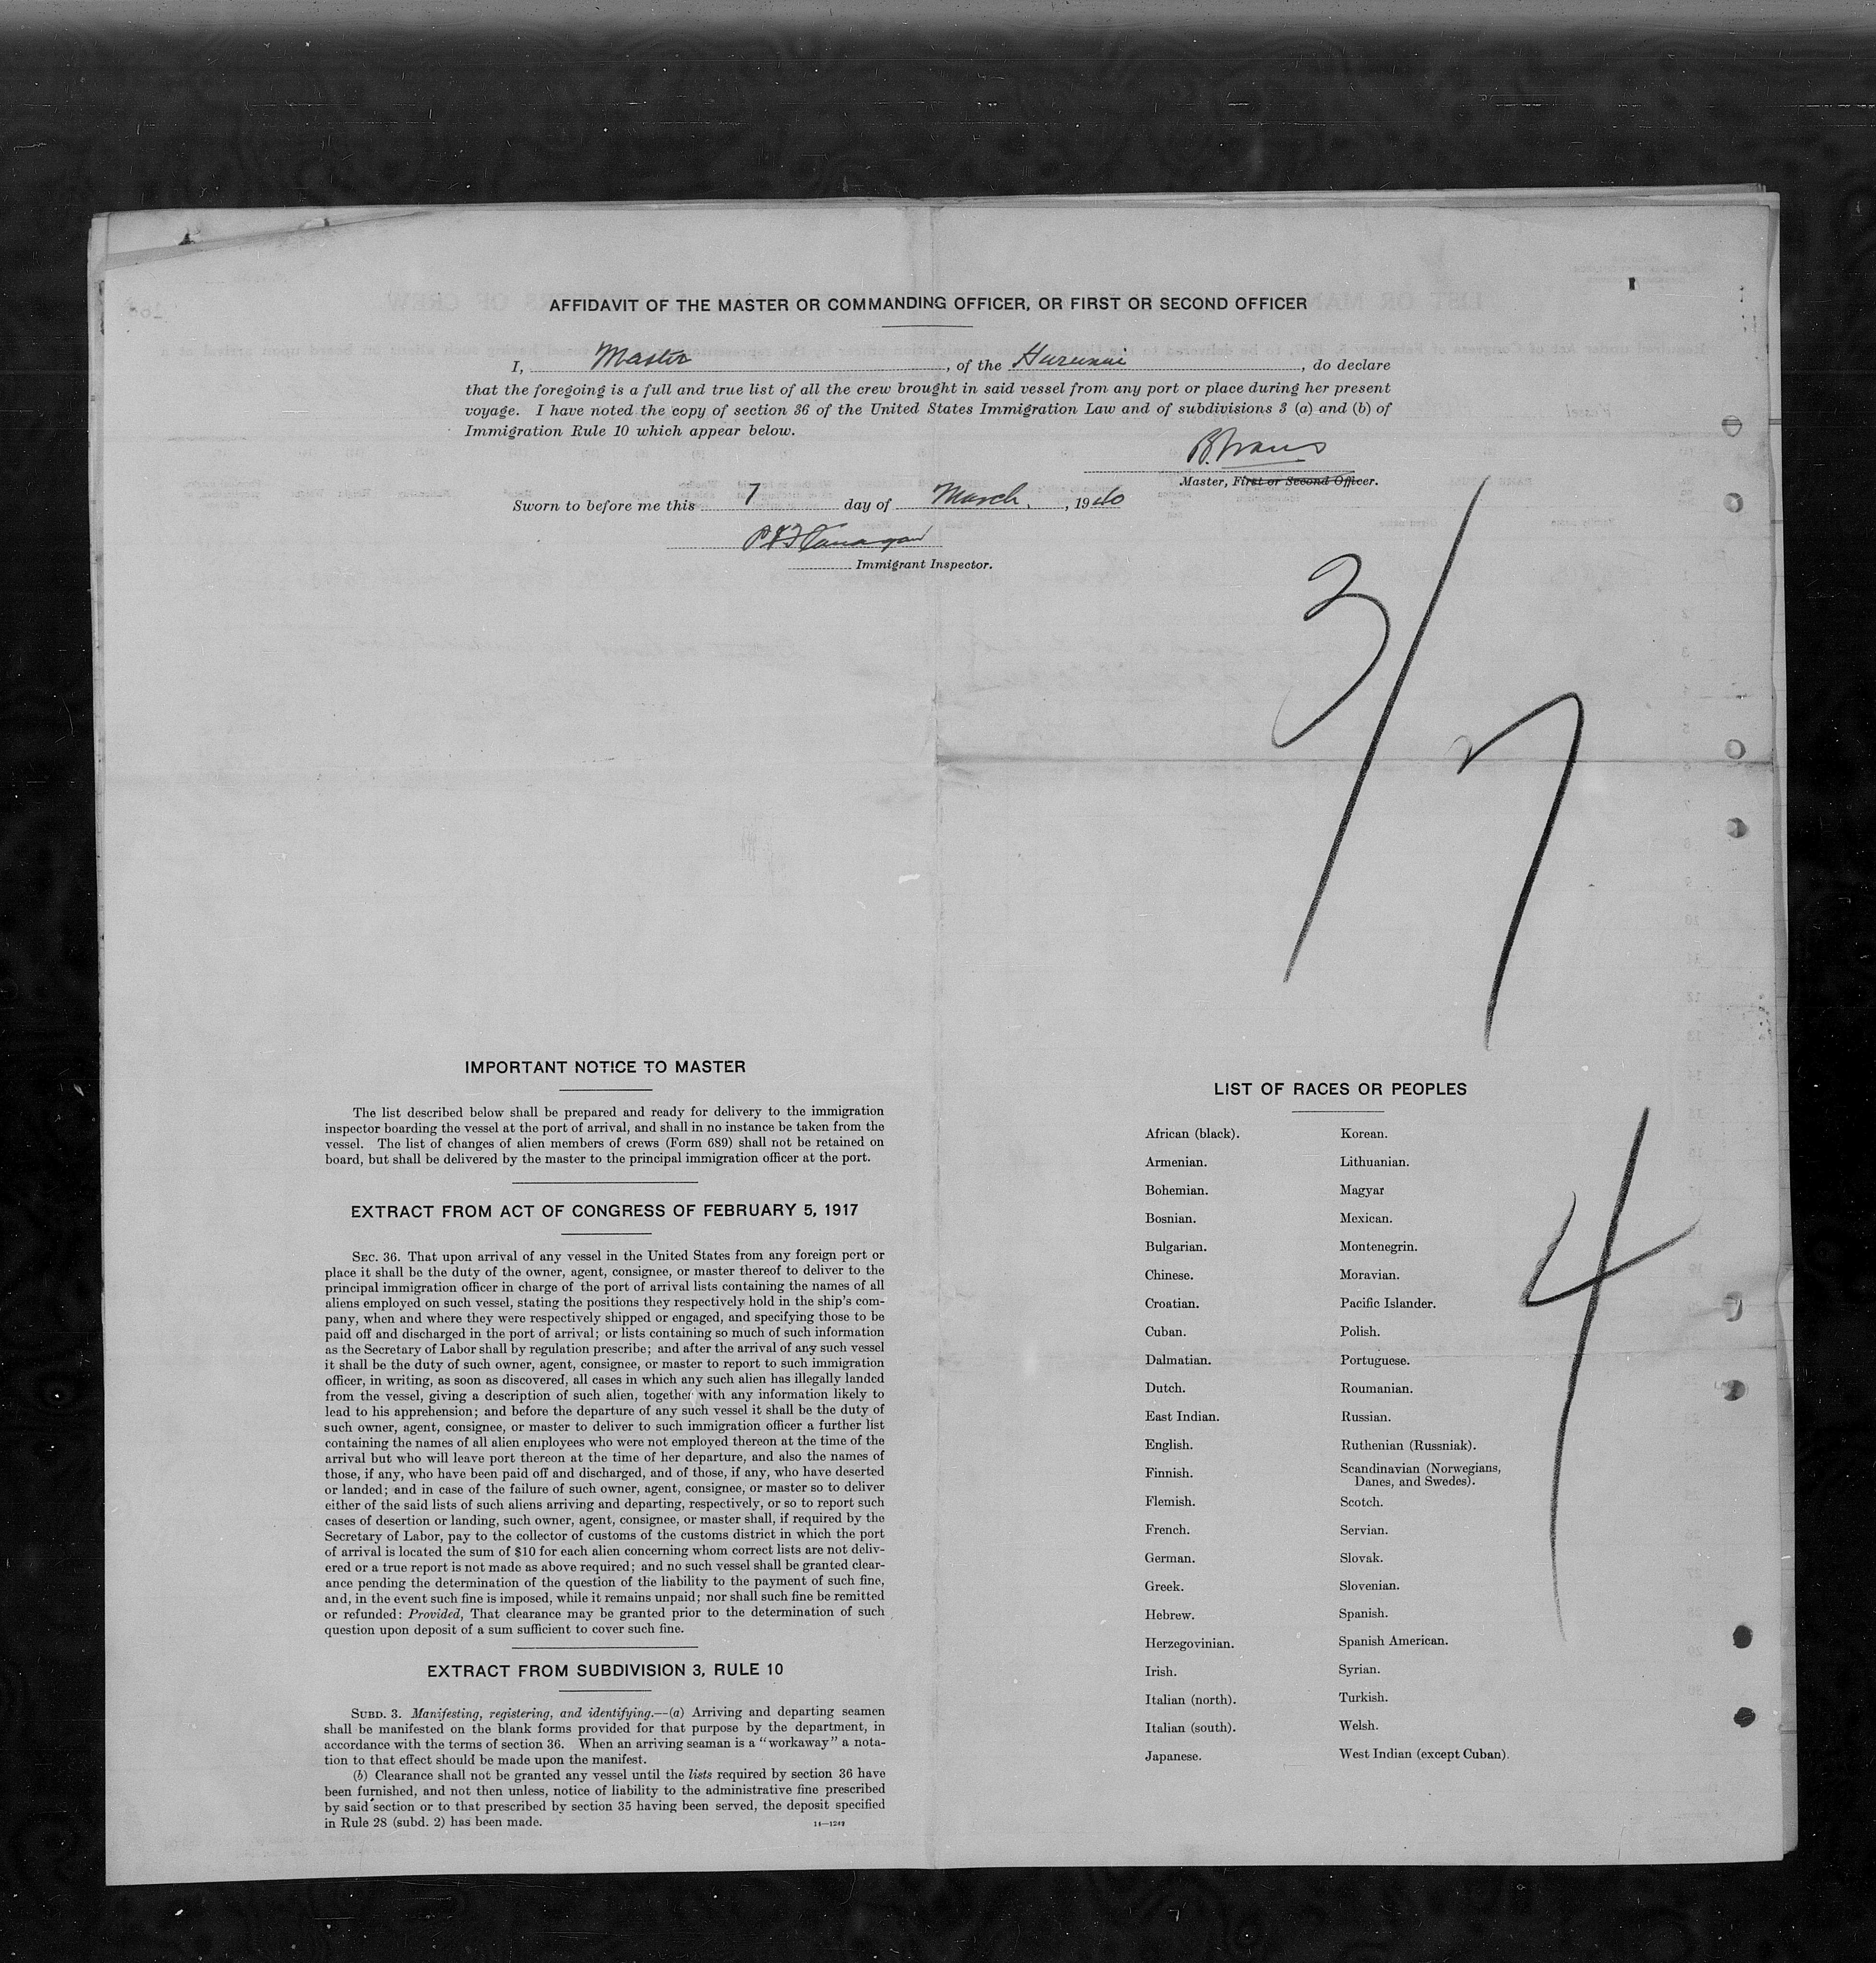 AFFIDAVIT OF THE MASTER OR COMMANDING OFFICER, OR FIRST OR SECOND OFFICER
I, Master, of the Hurunui, do declare
that the foregoing is a full and true list of all the crew brought in said vessel from any port or place during her present
voyage. I have noted the copy of section 36 of the United States Immigration Law and of subdivisions 3 (a) and (b) of
Immigration Rule 10 which appear below.
B. Evans
Master, First or Second Officer.
Sworn to before me this 7 day of March, 1940
Flanagan
Immigrant Inspector.
3/7
IMPORTANT NOTICE TO MASTER
The list described below shall be prepared and ready for delivery to the immigration
inspector boarding the vessel at the port of arrival, and shall in no instance be taken from the
vessel. The list of changes of alien members of crews (Form 689) shall not be retained on
board, but shall be delivered by the master to the principal immigration officer at the port.
EXTRACT FROM ACT OF CONGRESS OF FEBRUARY 5, 1917
SEC. 36. That upon arrival of any vessel in the United States from any foreign port or
place it shall be the duty of the owner, agent, consignee, or master thereof to deliver to the
principal immigration officer in charge of the port of arrival lists containing the names of all
aliens employed on such vessel, stating the positions they respectively hold in the ship's com-
pany, when and where they were respectively shipped or engaged, and specifying those to be
paid off and discharged in the port of arrival; or lists containing so much of such information
as the Secretary of Labor shall by regulation prescribe; and after the arrival of any such vessel
it shall be the duty of such owner, agent, consignee, or master to report to such immigration
officer, in writing, as soon as discovered, all cases in which any such alien has illegally landed
from the vessel, giving a description of such alien, together with any information likely to
lead to his apprehension; and before the departure of any such vessel it shall be the duty of
such owner, agent, consignee, or master to deliver to such immigration officer a further list
containing the names of all alien employees who were not employed thereon at the time of the
arrival but who will leave port thereon at the time of her departure, and also the names of
those, if any, who have been paid off and discharged, and of those, if any, who have deserted
or landed; and in case of the failure of such owner, agent, consignee, or master so to deliver
either of the said lists of such aliens arriving and departing, respectively, or so to report such
cases of desertion or landing, such owner, agent, consignee, or master shall, if required by the
Secretary of Labor, pay to the collector of customs of the customs district in which the port
of arrival is located the sum of $10 for each alien concerning whom correct lists are not deliv-
ered or a true report is not made as above required; and no such vessel shall be granted clear-
ance pending the determination of the question of the liability to the payment of such fine,
and, in the event such fine is imposed, while it remains unpaid; nor shall such fine be remitted
or refunded: Provided, That clearance may be granted prior to the determination of such
question upon deposit of a sum sufficient to cover such fine.
EXTRACT FROM SUBDIVISION 3, RULE 10
SUBD. 3. Manifesting, registering, and identifying.—(a) Arriving and departing seamen
shall be manifested on the blank forms provided for that purpose by the department, in
accordance with the terms of section 36. When an arriving seaman is a "workaway" a nota-
tion to that effect should be made upon the manifest.
(b) Clearance shall not be granted any vessel until the lists required by section 36 have
been furnished, and not then unless, notice of liability to the administrative fine prescribed
by said section or to that prescribed by section 35 having been served, the deposit specified
in Rule 28 (subd. 2) has been made.
14—1249
LIST OF RACES OR PEOPLES
African (black).
Armenian.
Bohemian.
Bosnian.
Bulgarian.
Chinese.
Croatian.
Cuban.
Dalmatian.
Dutch.
East Indian.
English.
Finnish.
Flemish.
French.
German.
Greek.
Hebrew.
Herzegovinian.
Irish.
Italian (north).
Italian (south).
Japanese.
Korean.
Lithuanian.
Magyar
Mexican.
Montenegrin.
Moravian.
Pacific Islander.
Polish.
Portuguese.
Roumanian.
Russian.
Ruthenian (Russniak).
Scandinavian (Norwegians,
Danes, and Swedes).
Scotch.
Servian.
Slovak.
Slovenian.
Spanish.
Spanish American.
Syrian.
Turkish.
Welsh.
West Indian (except Cuban).
4